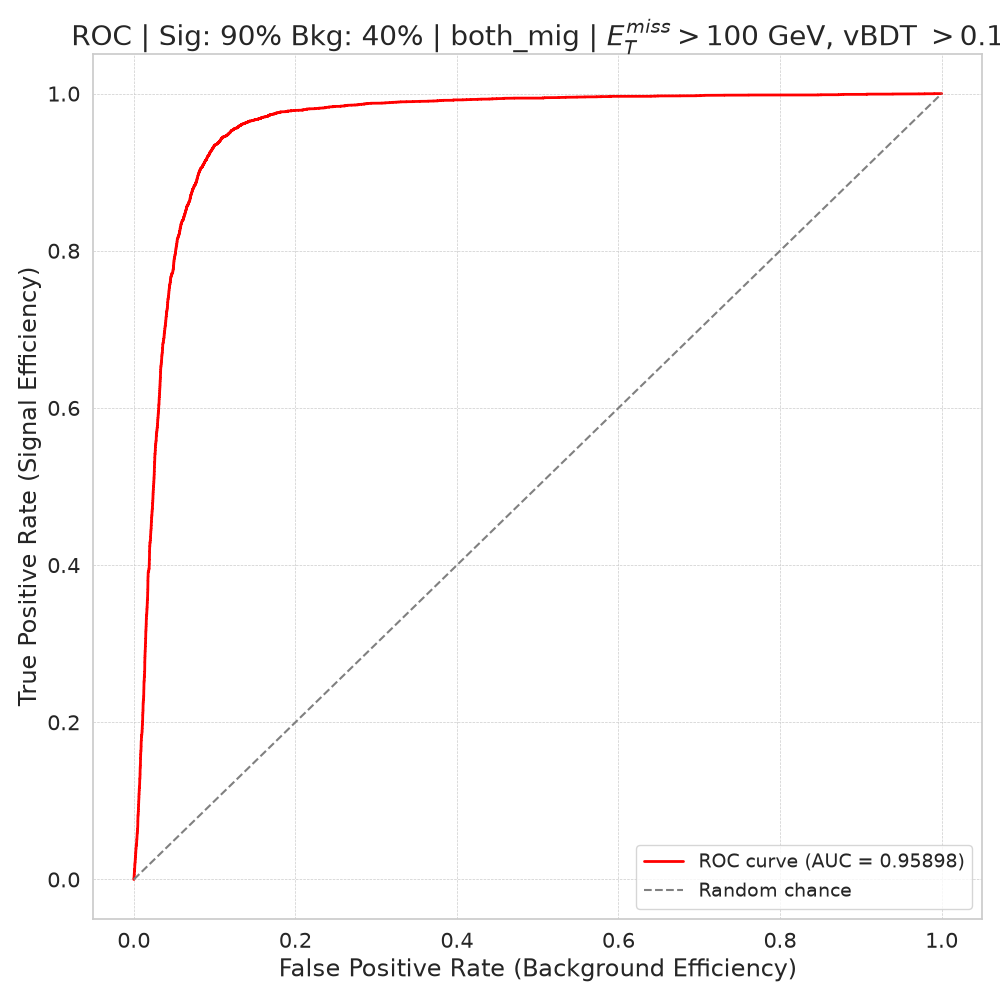 ROC | Sig: 90% Bkg: 40% | both_mig | $E_T^{miss}$ > 100 GeV, vBDT > 0.1
True Positive Rate (Signal Efficiency)
1.0
0.8
0.6
0.4
0.2
0.0
ROC curve (AUC = 0.95898)
Random chance
0.0 0.2 0.4 0.6 0.8 1.0
False Positive Rate (Background Efficiency)